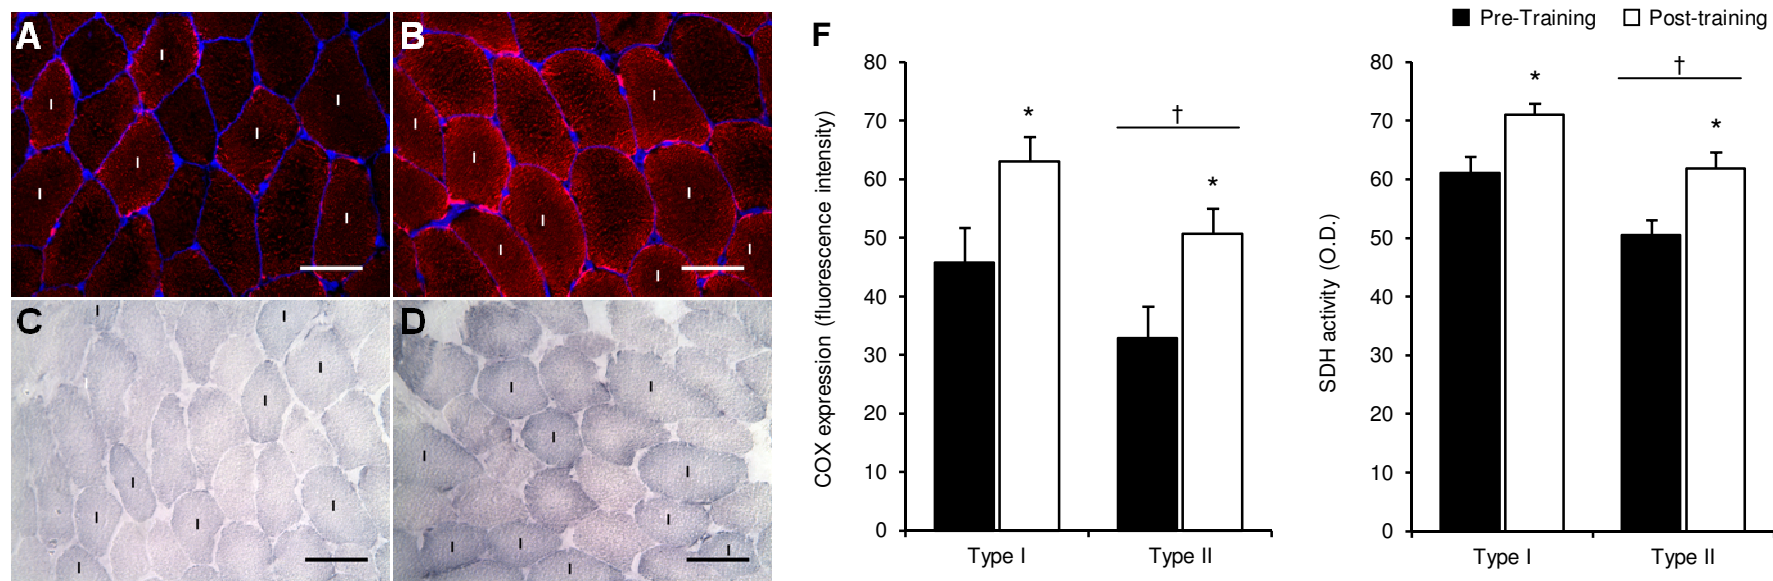 A
I
I
I
I
I
I
I
B
I
I
I
I
I
I
I
I
C
I
I
I
I
I
I
I
I
I
D
I
I
I
I
I
I
I
I
I
I
F
COX expression (fluorescence intensity)
80
70
60
50
40
30
20
10
0
*
†
*
Type I
Type II
Pre-Training
Post-training
SDH activity (O.D.)
80
70
60
50
40
30
20
10
0
*
†
*
Type I
Type II